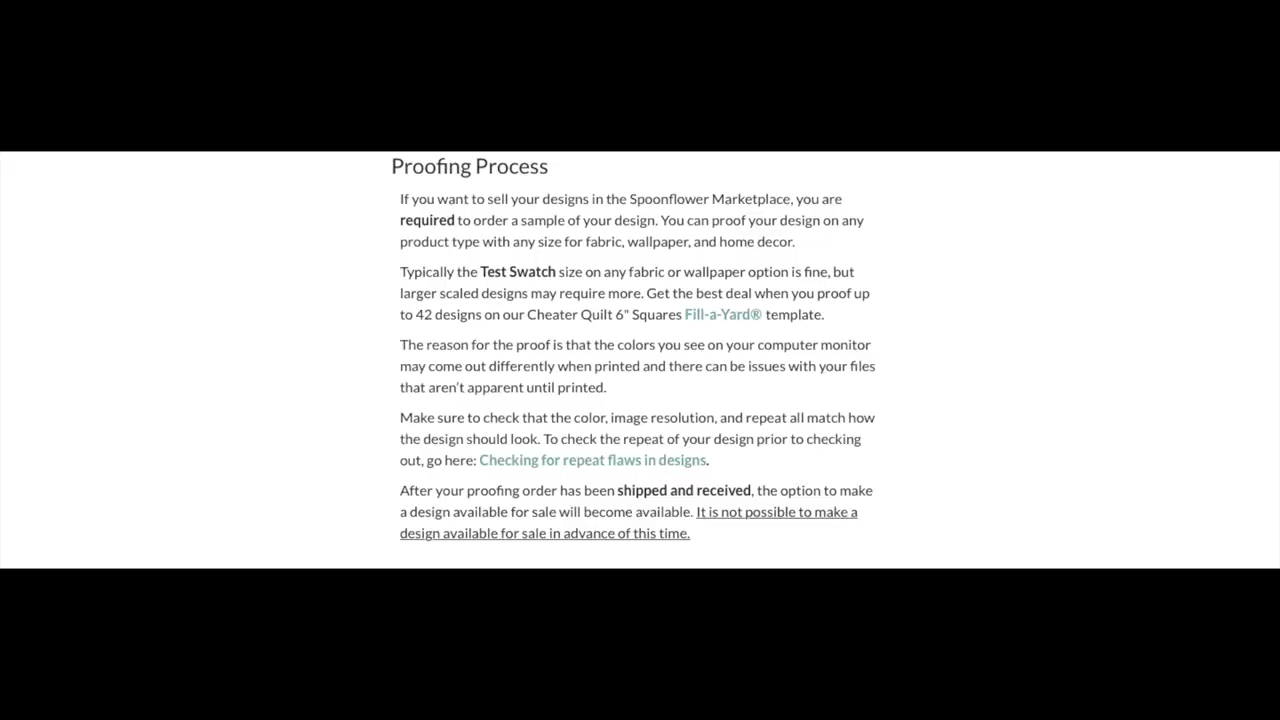 Proofing Process
If you want to sell your designs in the Spoonflower Marketplace, you are
required to order a sample of your design. You can proof your design on any
product type with any size for fabric, wallpaper, and home decor.
Typically the Test Swatch size on any fabric or wallpaper option is fine, but
larger scaled designs may require more. Get the best deal when you proof up
to 42 designs on our Cheater Quilt 6" Squares Fill-a-Yard® template.
The reason for the proof is that the colors you see on your computer monitor
may come out differently when printed and there can be issues with your files
that aren't apparent until printed.
Make sure to check that the color, image resolution, and repeat all match how
the design should look. To check the repeat of your design prior to checking
out, go here: Checking for repeat flaws in designs.
After your proofing order has been shipped and received, the option to make
a design available for sale will become available. It is not possible to make a
design available for sale in advance of this time.